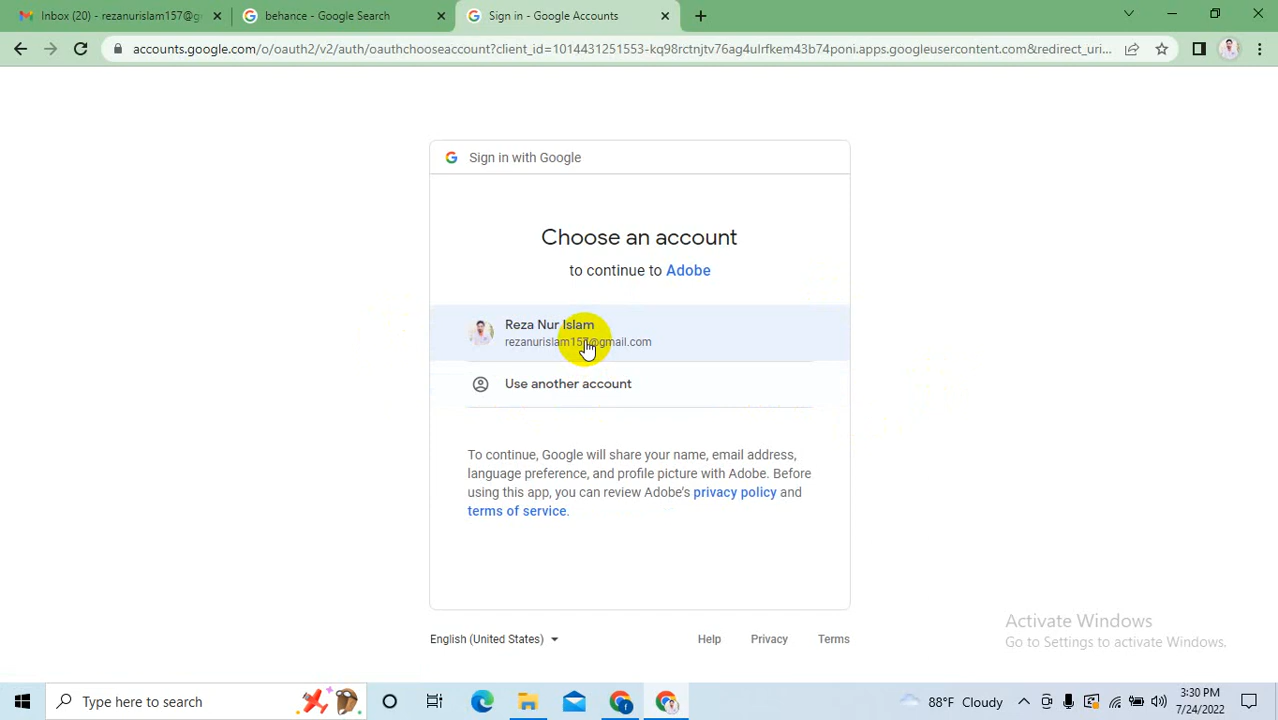 Inbox (20) - rezanurislam157@g
behance - Google Search
Sign in - Google Accounts
accounts.google.com/o/oauth2/v2/auth/oauthchooseaccount?client_id=1014431251553-kq98rctnjtv76ag4ulrfkem43b74poni.apps.googleusercontent.com&redirect_uri...
Sign in with Google
Choose an account
to continue to Adobe
Reza Nur Islam
rezanurislam157@gmail.com
Use another account
To continue, Google will share your name, email address,
language preference, and profile picture with Adobe. Before
using this app, you can review Adobe's privacy policy and
terms of service.
English (United States)
Help
Privacy
Terms
Activate Windows
Go to Settings to activate Windows.
Type here to search
88°F Cloudy
3:30 PM
7/24/2022